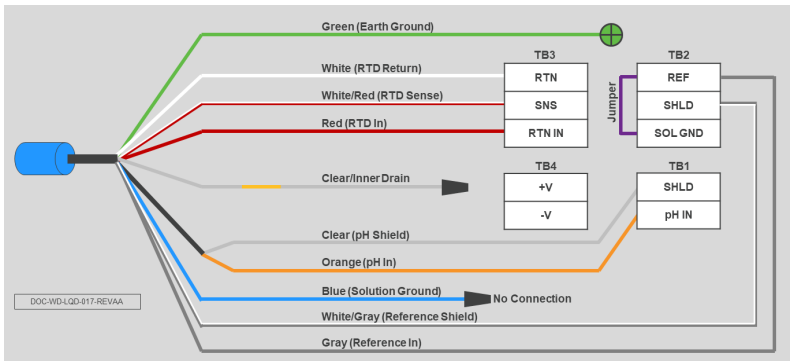 Green (Earth Ground)
White (RTD Return)
White/Red (RTD Sense)
Red (RTD In)
Clear/Inner Drain
Clear (pH Shield)
Orange (pH In)
Blue (Solution Ground)
No Connection
White/Gray (Reference Shield)
Gray (Reference In)
TB3
RTN
SNS
RTN IN
TB2
REF
SHLD
SOL GND
Jumper
TB4
+V
-V
TB1
SHLD
pH IN
DOC-WD-LQD-017-REVAA